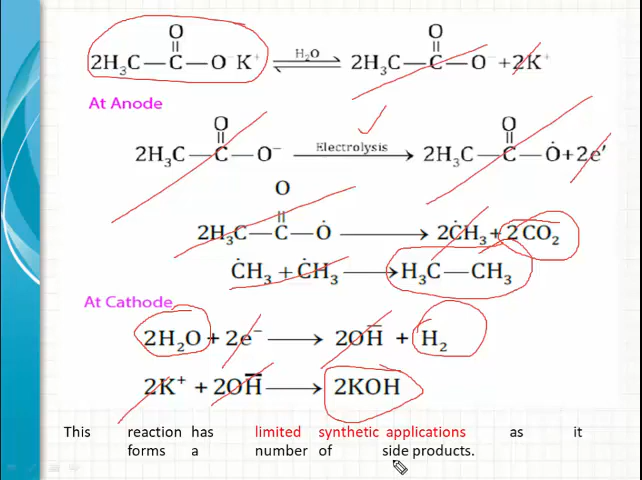 O
||
2H₃C—C—O⁻K⁺ H₂O ⇌ 2H₃C—C—O⁻ + 2K⁺
O
||
At Anode
O
||
2H₃C—C—O⁻ Electrolysis → 2H₃C—C—Ȯ + 2e′
O
||
O
||
2H₃C—C—Ȯ → 2ĊH₃ + 2CO₂
ĊH₃ + ĊH₃ → H₃C—CH₃
At Cathode
2H₂O + 2e⁻ → 2OH̅ + H₂
2K⁺ + 2OH̅ → 2KOH
This reaction has limited synthetic applications as it
forms a number of side products.